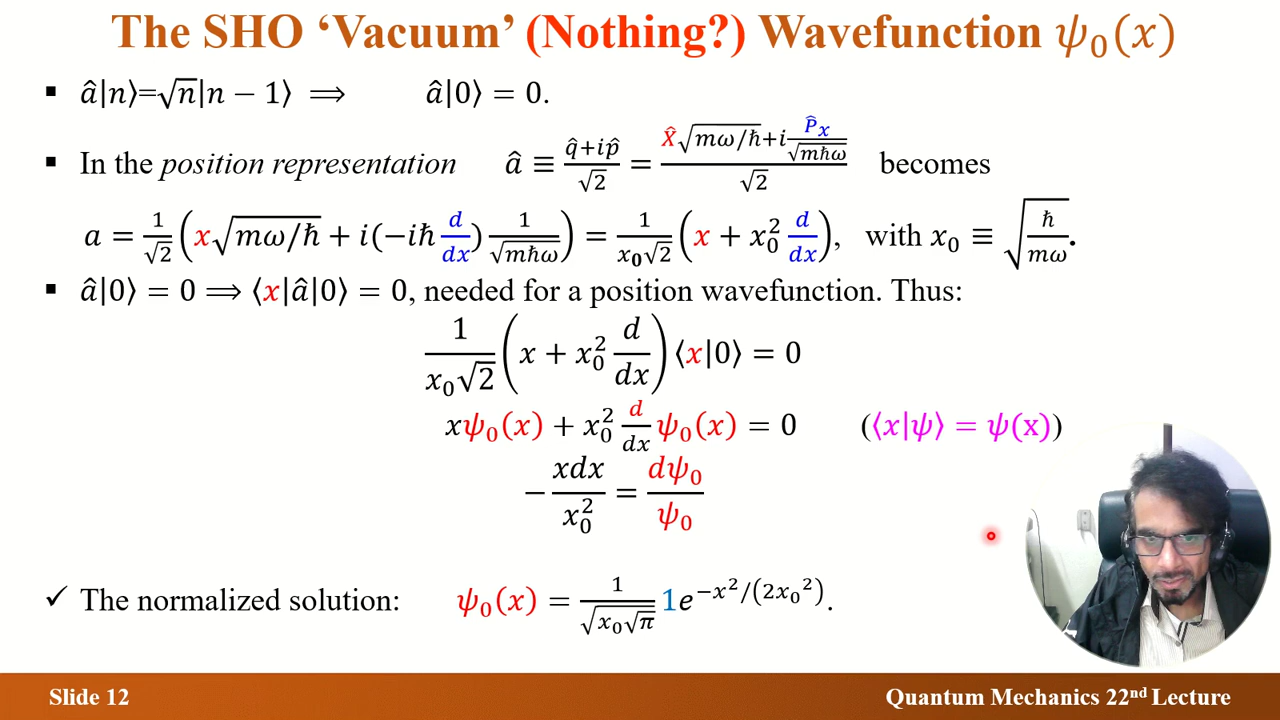 The SHO ‘Vacuum’ (Nothing?) Wavefunction 𝜓₀(𝑥)
▪ â|n⟩=√n|n − 1⟩ ⟹ â|0⟩ = 0.
▪ In the position representation â ≡ (q̂+ip̂)/√2 = (X̂√(mω/ħ)+i P̂ₓ/√(mħω))/√2 becomes
a = 1/√2 (x√(mω/ħ) + i(−iħ d/dx) 1/√(mħω)) = 1/(x₀√2) (x + x₀² d/dx), with x₀ ≡ √(ħ/mω).
▪ â|0⟩ = 0 ⟹ ⟨x|â|0⟩ = 0, needed for a position wavefunction. Thus:
1/(x₀√2) (x + x₀² d/dx) ⟨x|0⟩ = 0
xψ₀(x) + x₀² d/dx ψ₀(x) = 0 (⟨x|ψ⟩ = ψ(x))
− xdx/x₀² = dψ₀/ψ₀
✓ The normalized solution: ψ₀(x) = 1/√(x₀√π) 1e^(−x²/(2x₀²)).
Slide 12 Quantum Mechanics 22nd Lecture